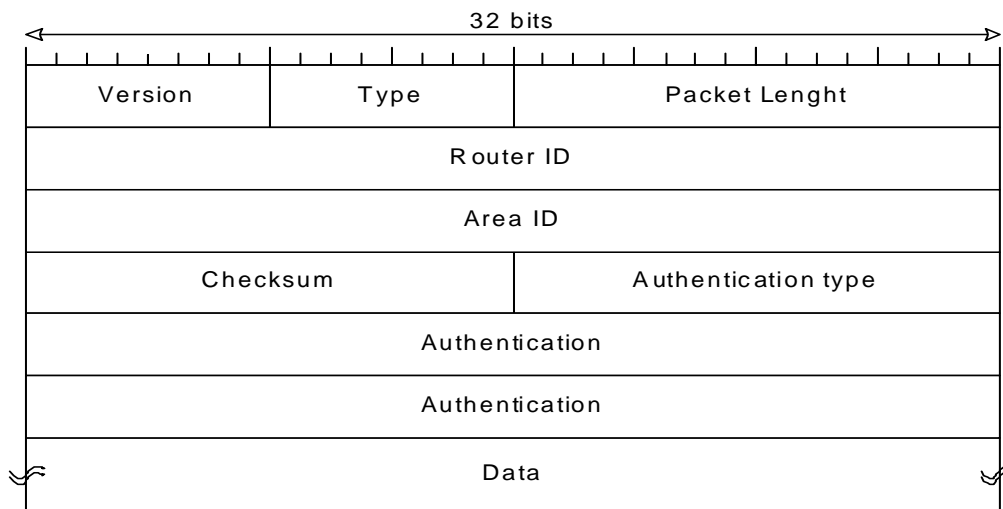 32 bits
Version Type Packet Lenght
Router ID
Area ID
Checksum Authentication type
Authentication
Authentication
Data